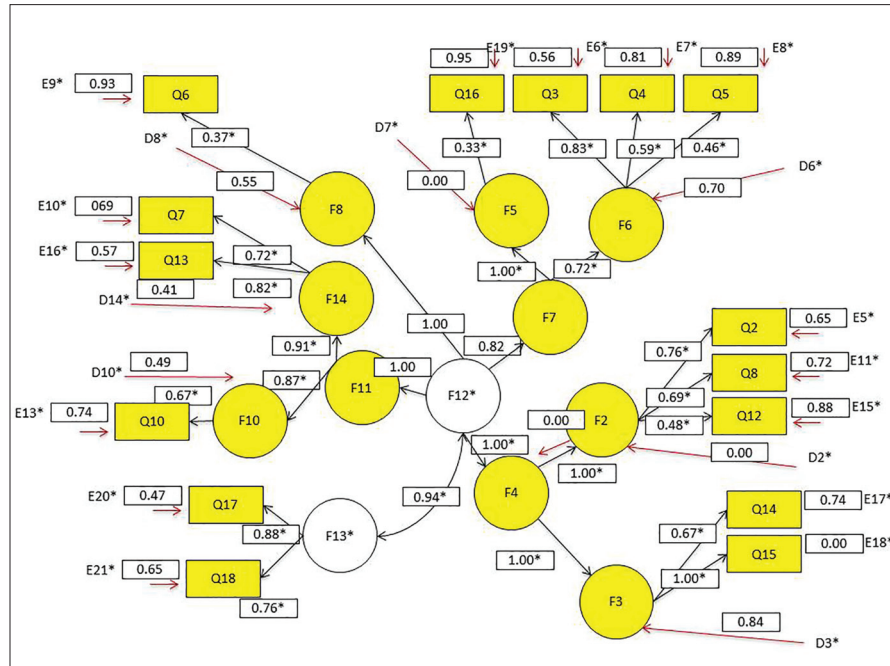 E19*
E6*
E7*
E8*
0.95
0.56
0.81
0.89
E9*
0.93
Q6
Q16
Q3
Q4
Q5
D8*
0.37*
D7*
0.33*
0.83*
0.59*
0.46*
D6*
0.55
0.00
0.70
E10*
069
Q7
F8
F5
F6
E16*
0.57
Q13
0.72*
1.00*
0.72*
0.41
0.82*
F14
D14*
F7
0.65
E5*
Q2
1.00
0.91*
0.82
0.76*
0.49
D10*
0.87*
F11
1.00
Q8
0.72
E11*
0.67*
F12*
0.69*
E13*
0.74
Q10
F10
0.00
F2
0.48*
Q12
0.88
E15*
1.00*
1.00*
0.00
D2*
E20*
0.47
Q17
0.94*
F4
0.74
E17*
Q14
0.88*
F13*
0.67*
E21*
0.65
Q18
1.00*
Q15
0.00
E18*
0.76*
1.00*
F3
0.84
D3*